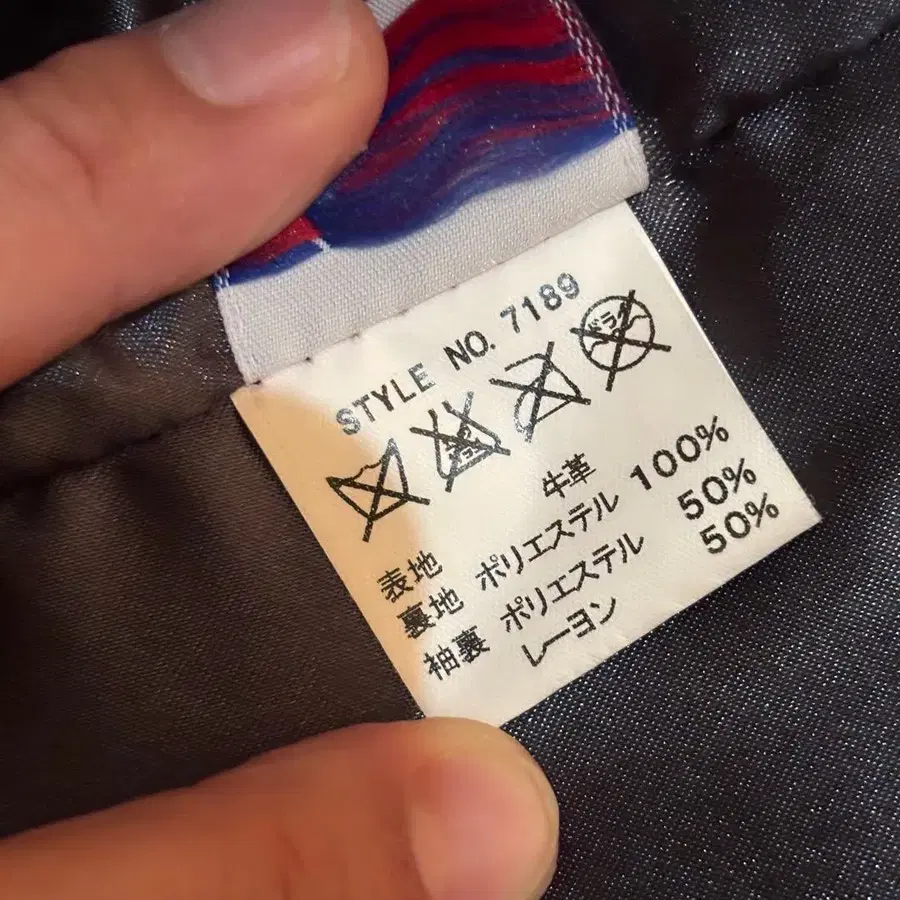 STYLE NO. 7189
ドライ
表地 牛革
裏地 ポリエステル 100%
袖裏 ポリエステル 50%
レーヨン 50%